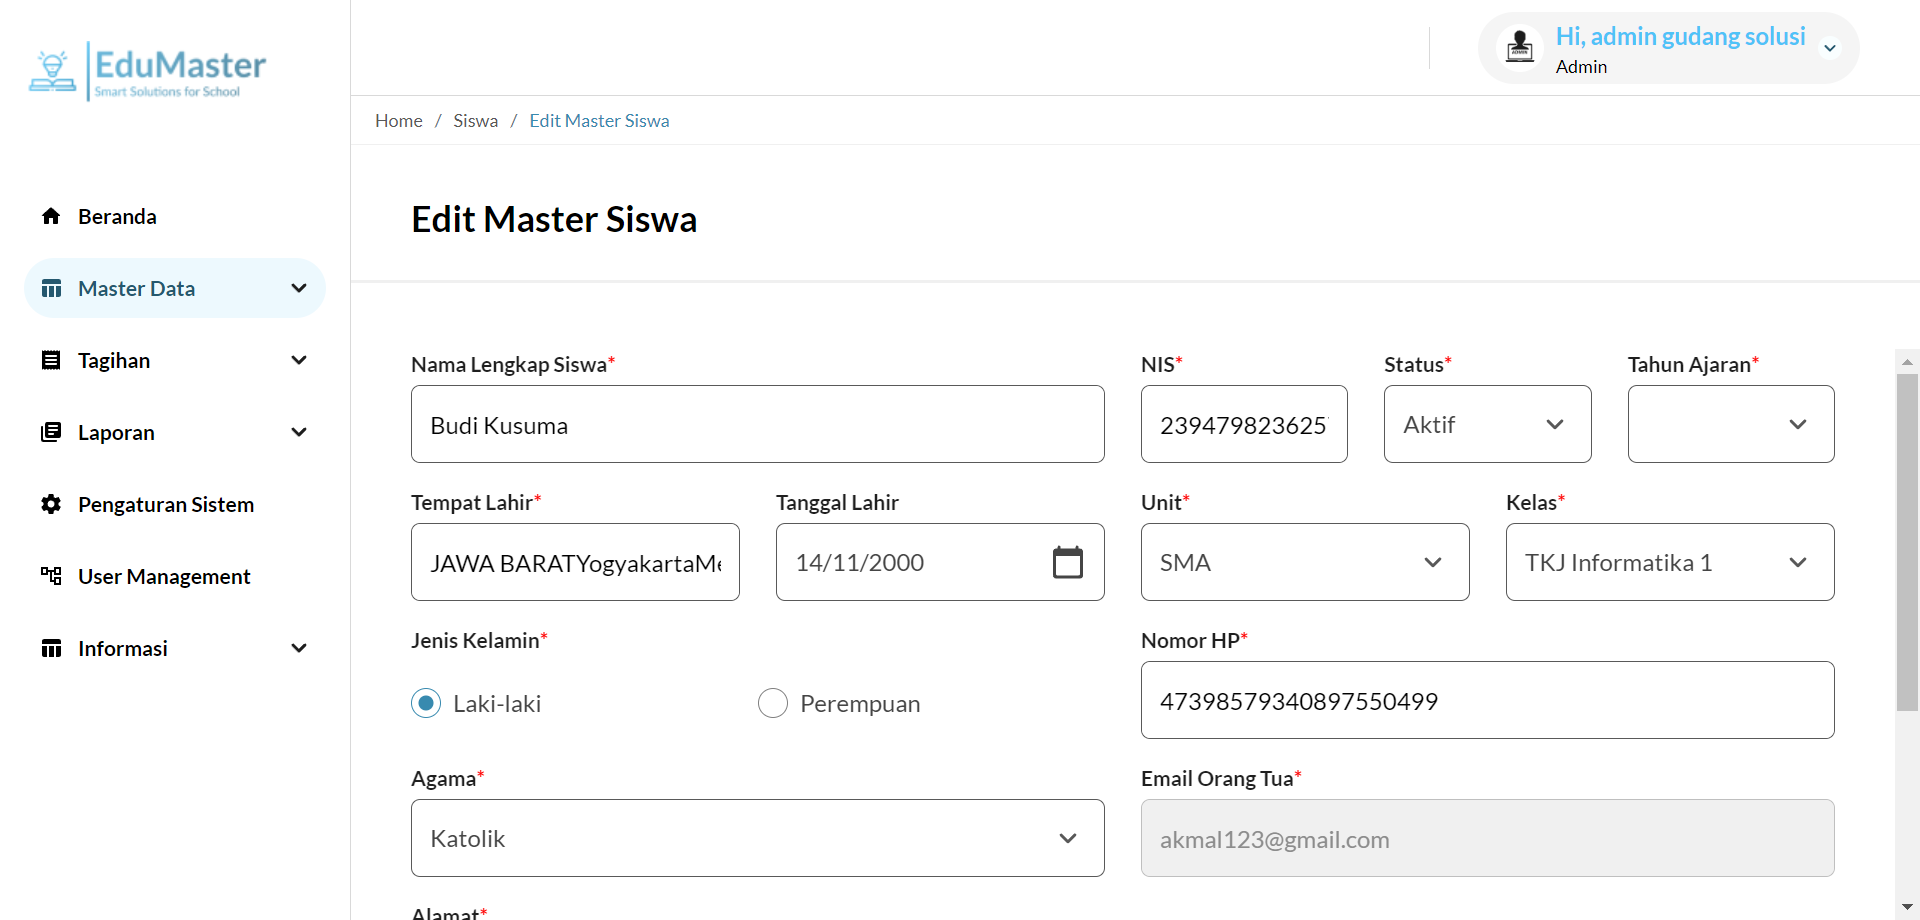 EduMaster
Smart Solutions for School
Hi, admin gudang solusi
Admin
Home / Siswa / Edit Master Siswa
Beranda
Master Data
Tagihan
Laporan
Pengaturan Sistem
User Management
Informasi
Edit Master Siswa
Nama Lengkap Siswa* NIS* Status* Tahun Ajaran*
Budi Kusuma 239479823625 Aktif
Tempat Lahir* Tanggal Lahir Unit* Kelas*
JAWA BARATYogyakartaMe 14/11/2000 SMA TKJ Informatika 1
Jenis Kelamin* Nomor HP*
Laki-laki Perempuan 47398579340897550499
Agama* Email Orang Tua*
Katolik akmal123@gmail.com
Alamat*